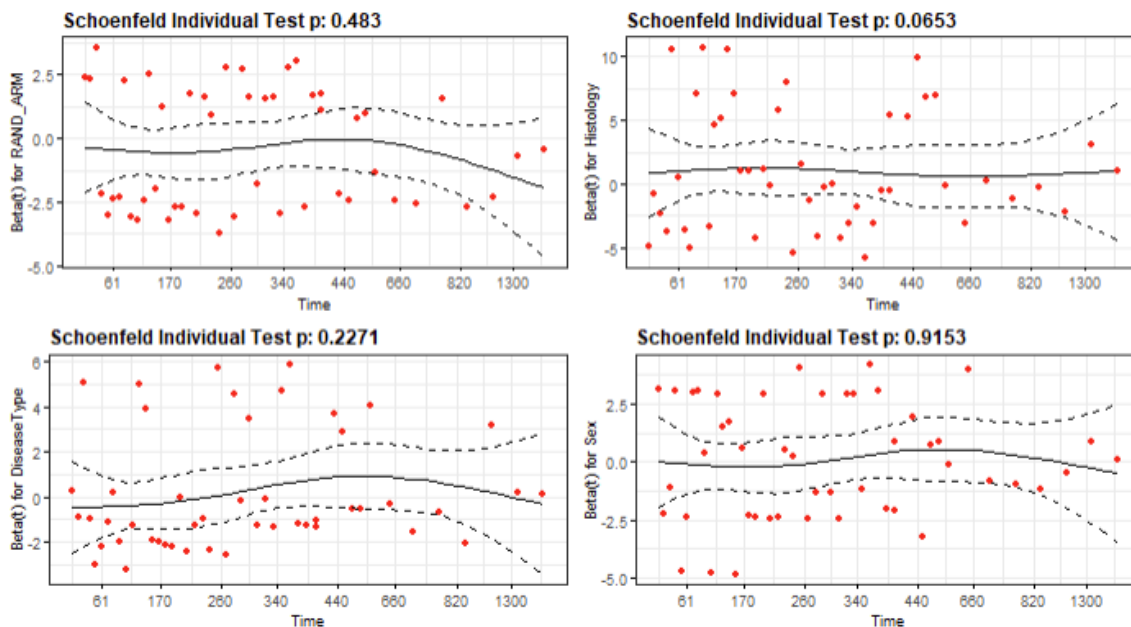 Schoenfeld Individual Test p: 0.483
Beta(t) for RAND_ARM
2.5
0.0
-2.5
-5.0
61 170 260 340 440 660 820 1300
Time
Schoenfeld Individual Test p: 0.0653
Beta(t) for Histology
10
5
0
-5
61 170 260 340 440 660 820 1300
Time
Schoenfeld Individual Test p: 0.2271
Beta(t) for DiseaseType
6
4
2
0
-2
61 170 260 340 440 660 820 1300
Time
Schoenfeld Individual Test p: 0.9153
Beta(t) for Sex
2.5
0.0
-2.5
-5.0
61 170 260 340 440 660 820 1300
Time